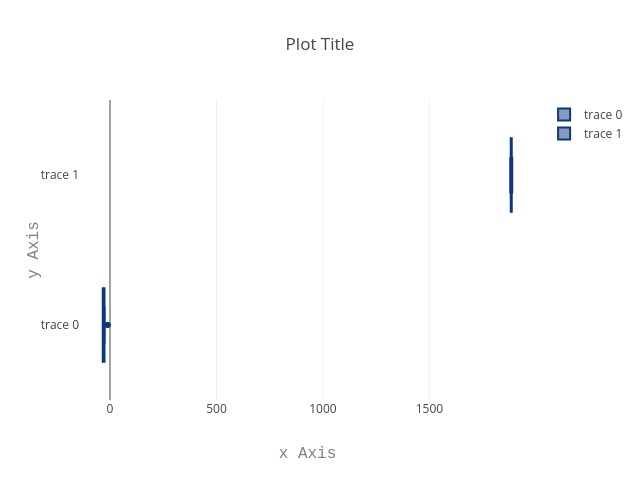 Plot Title
trace 0
trace 1
trace 1
trace 0
y Axis
0
500
1000
1500
x Axis